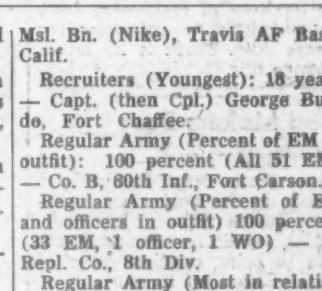 Msl. Bn. (Nike), Travis AF Bas
Calif.
Recruiters (Youngest): 18 yea
— Capt. (then Cpl.) George Bu
do, Fort Chaffee.
Regular Army (Percent of EM
outfit): 100 percent (All 51 EM
— Co. B, 60th Inf., Fort Carson.
Regular Army (Percent of E
and officers in outfit) 100 perce
(33 EM, 1 officer, 1 WO) —
Repl. Co., 8th Div.
Regular Army (Most in relati